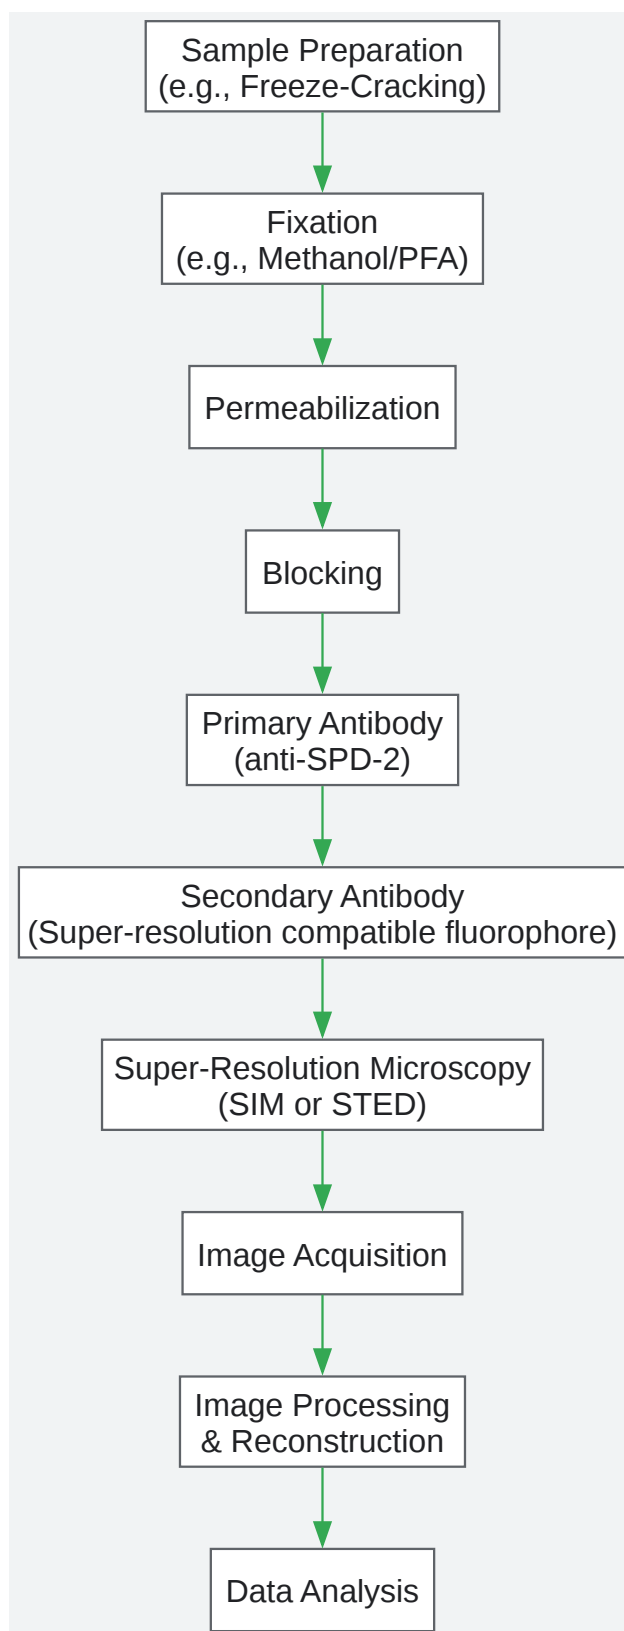 Sample Preparation
(e.g., Freeze-Cracking)
Fixation
(e.g., Methanol/PFA)
Permeabilization
Blocking
Primary Antibody
(anti-SPD-2)
Secondary Antibody
(Super-resolution compatible fluorophore)
Super-Resolution Microscopy
(SIM or STED)
Image Acquisition
Image Processing
& Reconstruction
Data Analysis